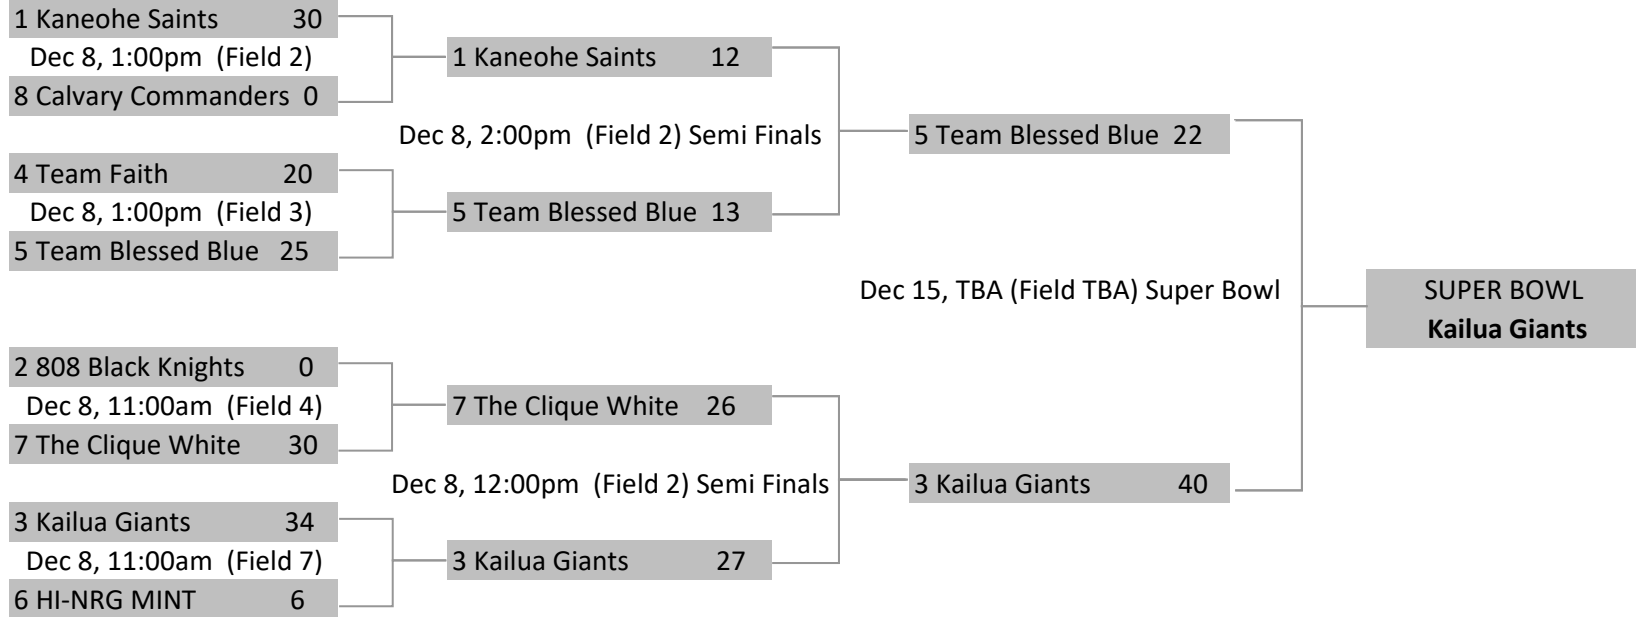 1 Kaneohe Saints 30
Dec 8, 1:00pm (Field 2)
8 Calvary Commanders 0
4 Team Faith 20
Dec 8, 1:00pm (Field 3)
5 Team Blessed Blue 25
2 808 Black Knights 0
Dec 8, 11:00am (Field 4)
7 The Clique White 30
3 Kailua Giants 34
Dec 8, 11:00am (Field 7)
6 HI-NRG MINT 6
1 Kaneohe Saints 12
Dec 8, 2:00pm (Field 2) Semi Finals
5 Team Blessed Blue 13
7 The Clique White 26
Dec 8, 12:00pm (Field 2) Semi Finals
3 Kailua Giants 27
5 Team Blessed Blue 22
Dec 15, TBA (Field TBA) Super Bowl
3 Kailua Giants 40
SUPER BOWL
Kailua Giants